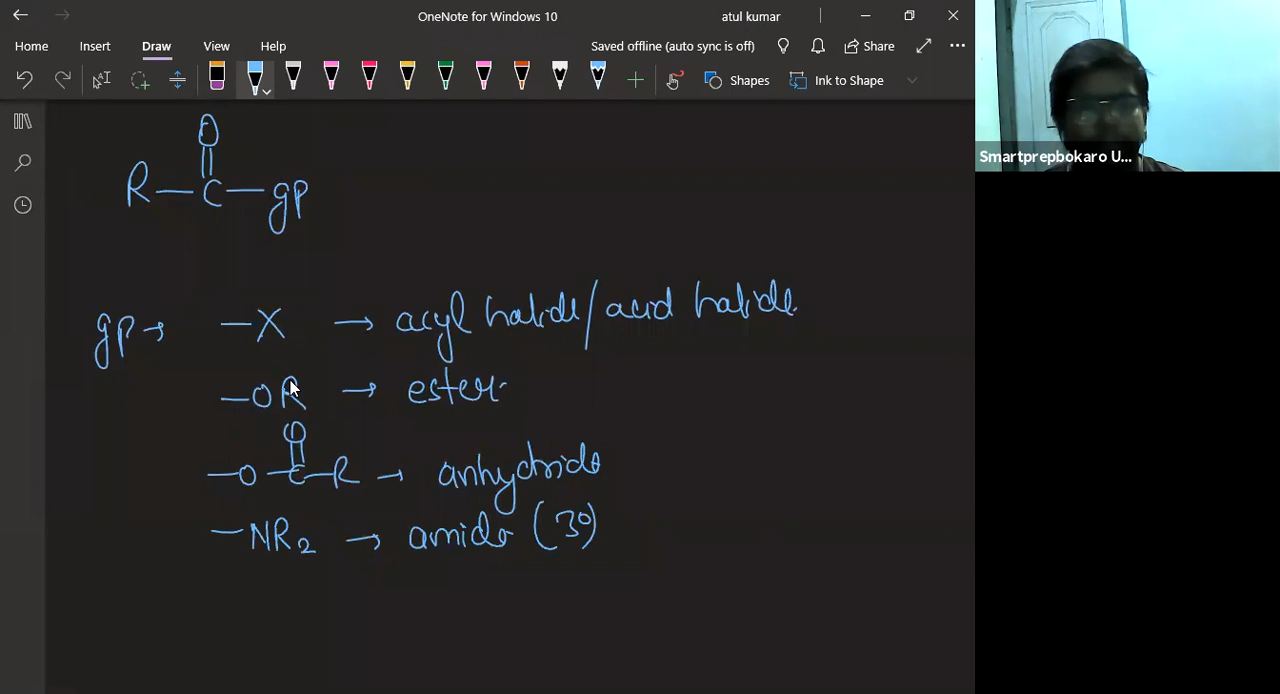 OneNote for Windows 10
atul kumar
Home Insert Draw View Help
Saved offline (auto sync is off) Share
Shapes Ink to Shape
Smartprepbokaro U...
O
R—C—gp
gp → —X → acyl halide/acid halide
—OR → ester
O
—O—C—R → anhydride
—NR2 → amide (3°)